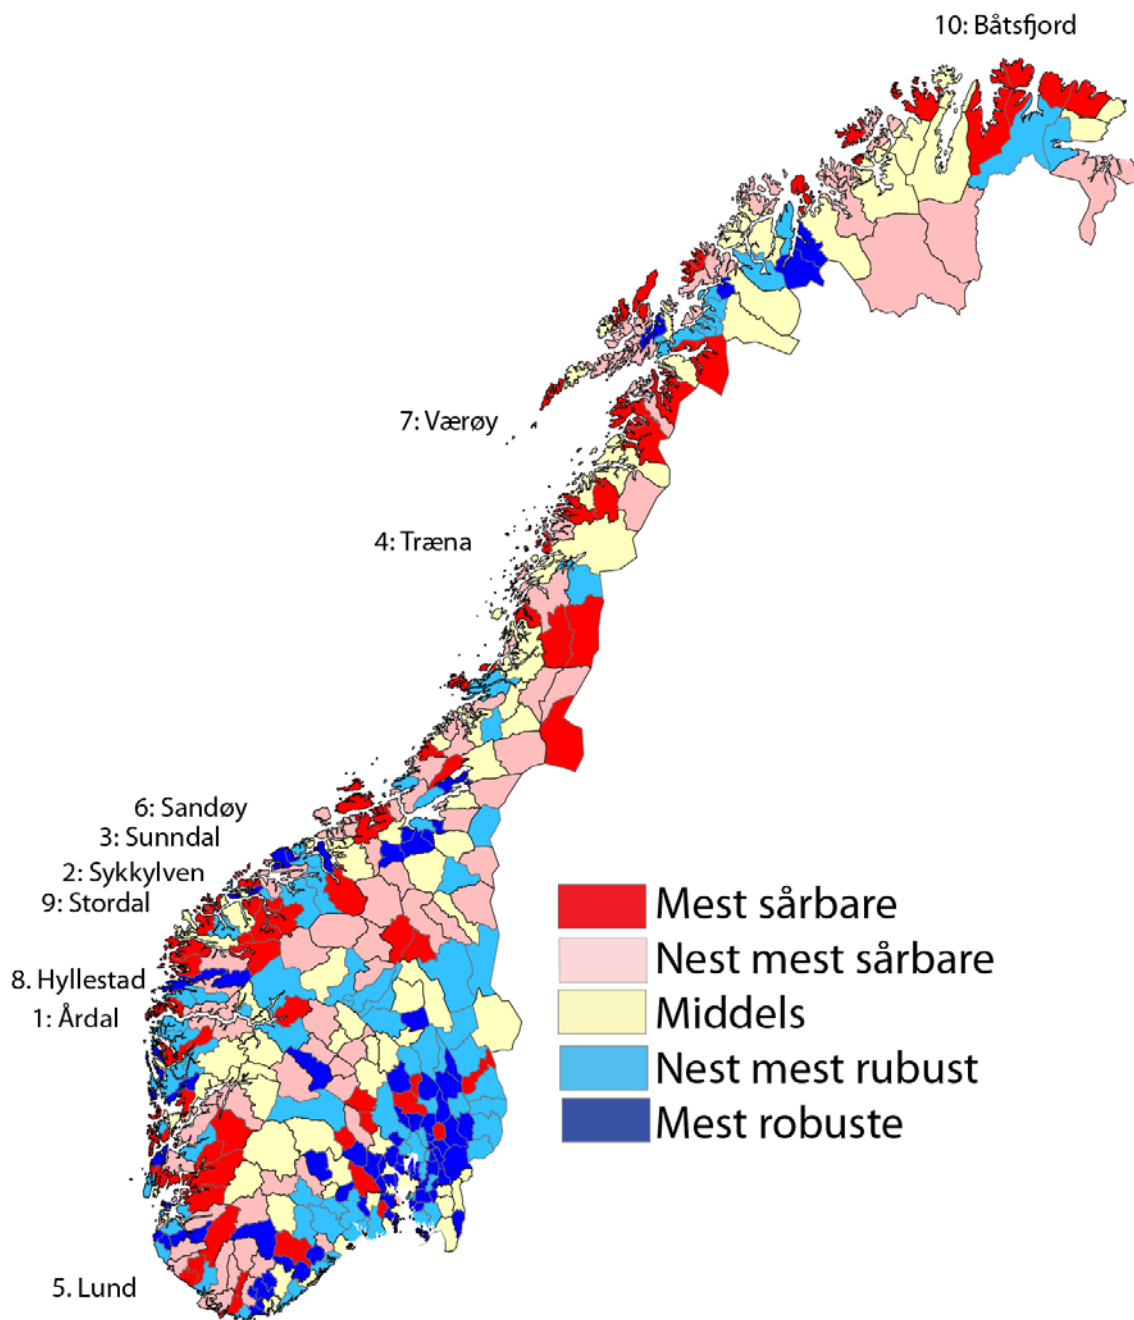 10: Båtsfjord
7: Værøy
4: Træna
6: Sandøy
3: Sunndal
2: Sykkylven
9: Stordal
8. Hyllestad
1: Årdal
5. Lund
Mest sårbare
Nest mest sårbare
Middels
Nest mest rubust
Mest robuste